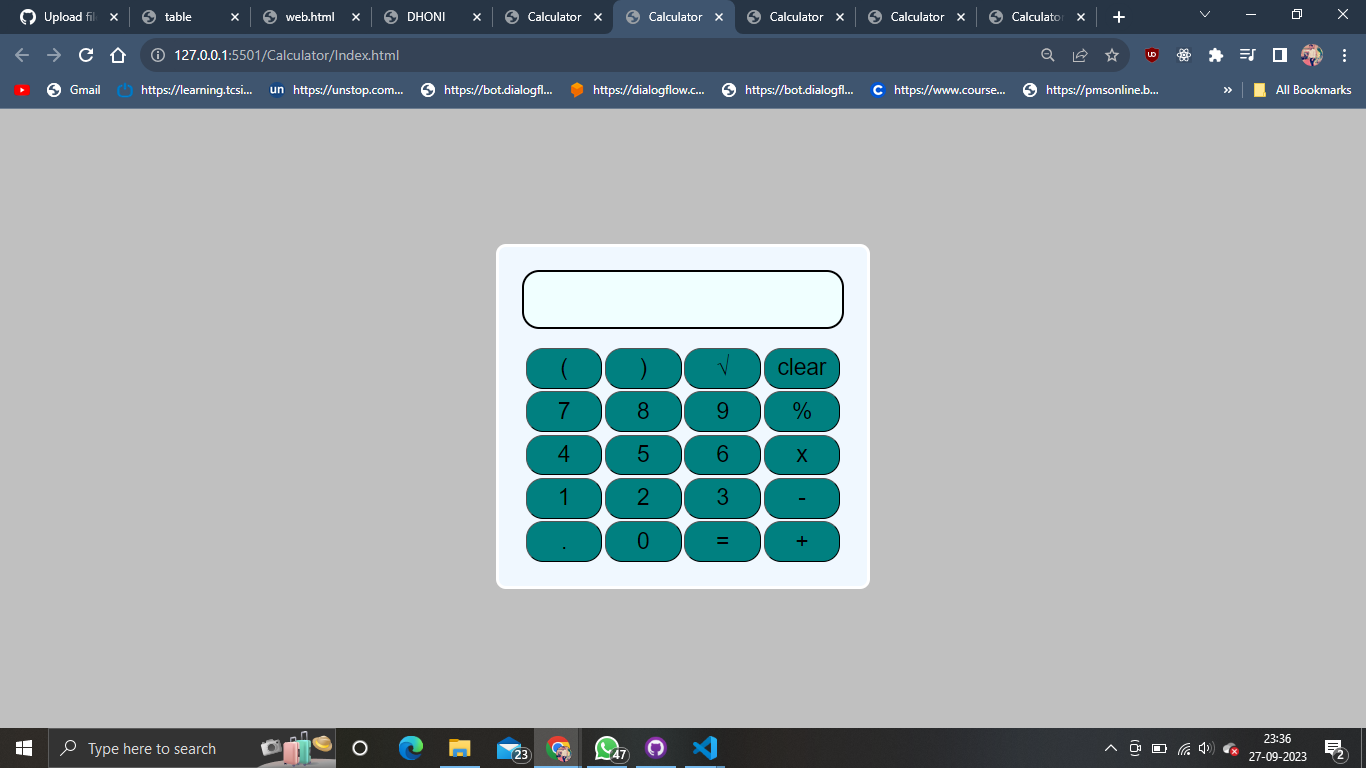 Upload fil table web.html DHONI Calculator Calculator Calculator Calculator Calculato
127.0.0.1:5501/Calculator/Index.html
Gmail https://learning.tcsi... un https://unstop.com... https://bot.dialogfl... https://dialogflow.c... https://bot.dialogfl... C https://www.course... https://pmsonline.b... » All Bookmarks
( ) √ clear
7 8 9 %
4 5 6 x
1 2 3 -
. 0 = +
Type here to search 23 47 23:36
27-09-2023 2